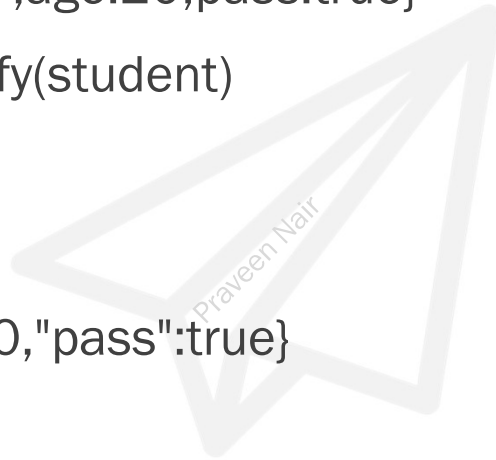 ,age:20,pass:true}
fy(student)
Praveen Nair
0,"pass":true}